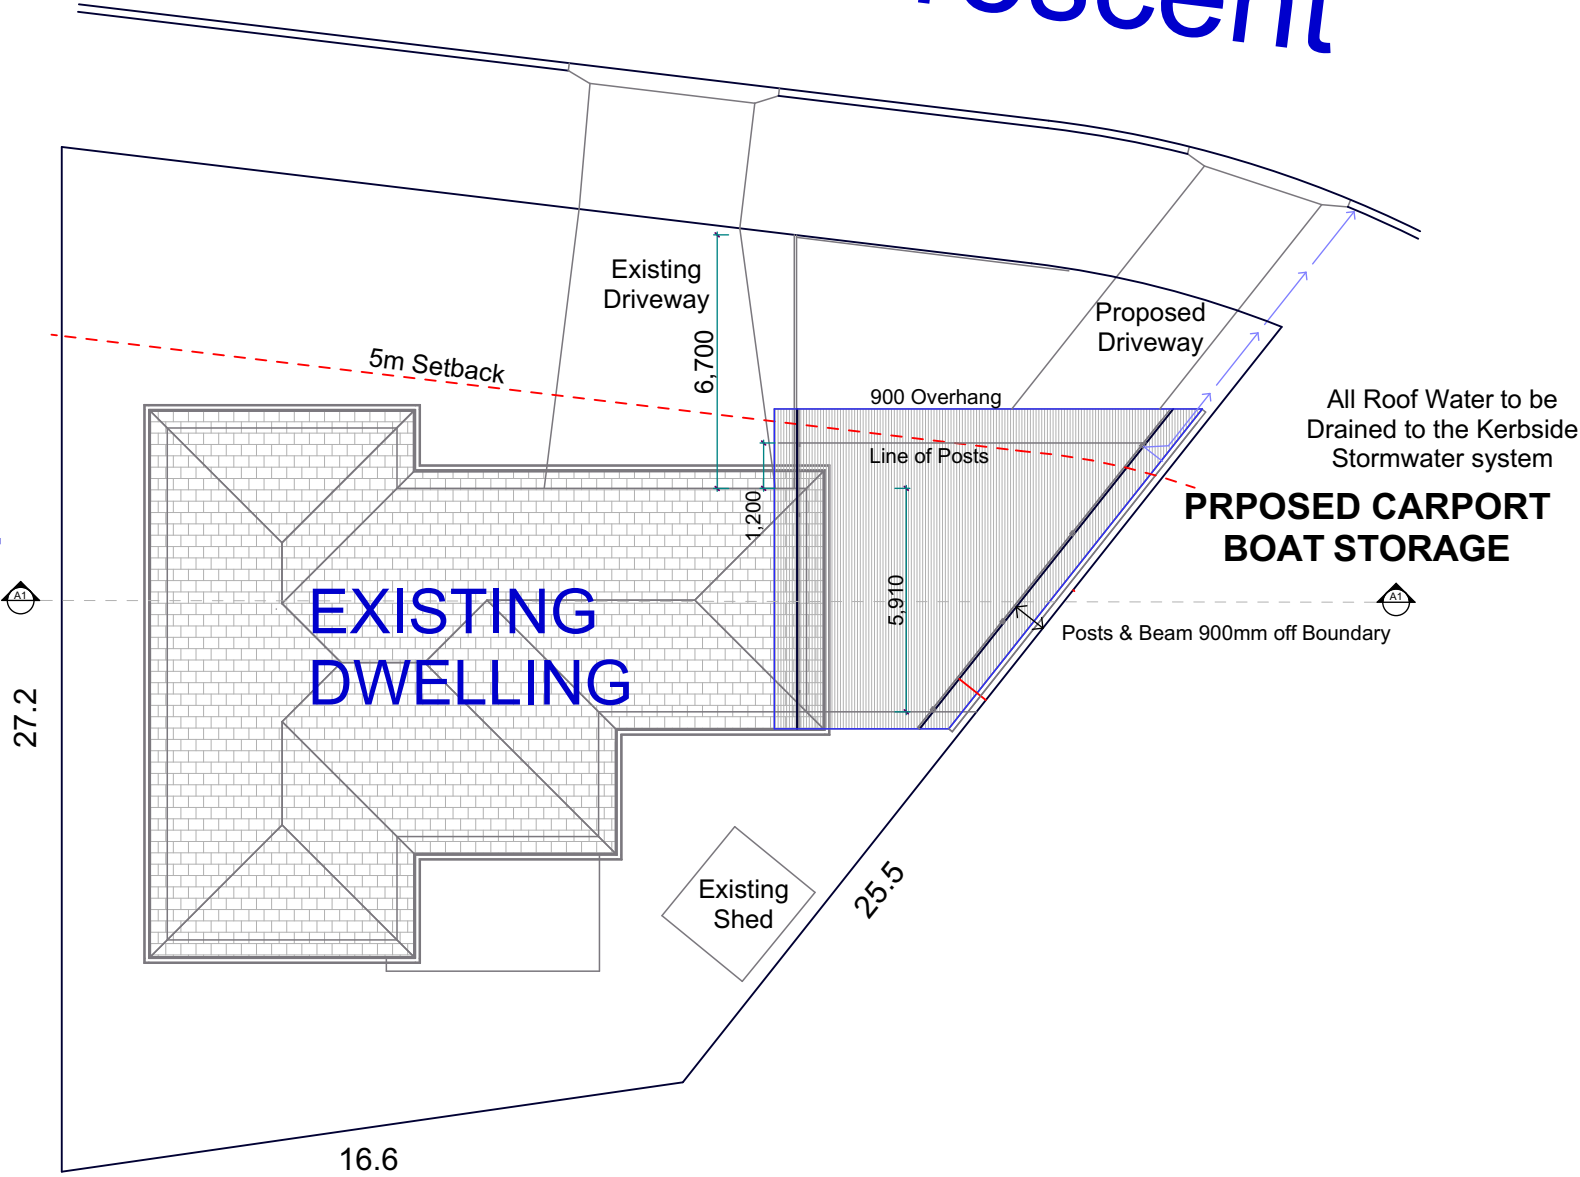 Existing
Driveway
6,700
5m Setback
Proposed
Driveway
900 Overhang
Line of Posts
1,200
5,910
All Roof Water to be
Drained to the Kerbside
Stormwater system
PRPOSED CARPORT
BOAT STORAGE
A1
A1
EXISTING
DWELLING
Posts & Beam 900mm off Boundary
27.2
Existing
Shed
25.5
16.6